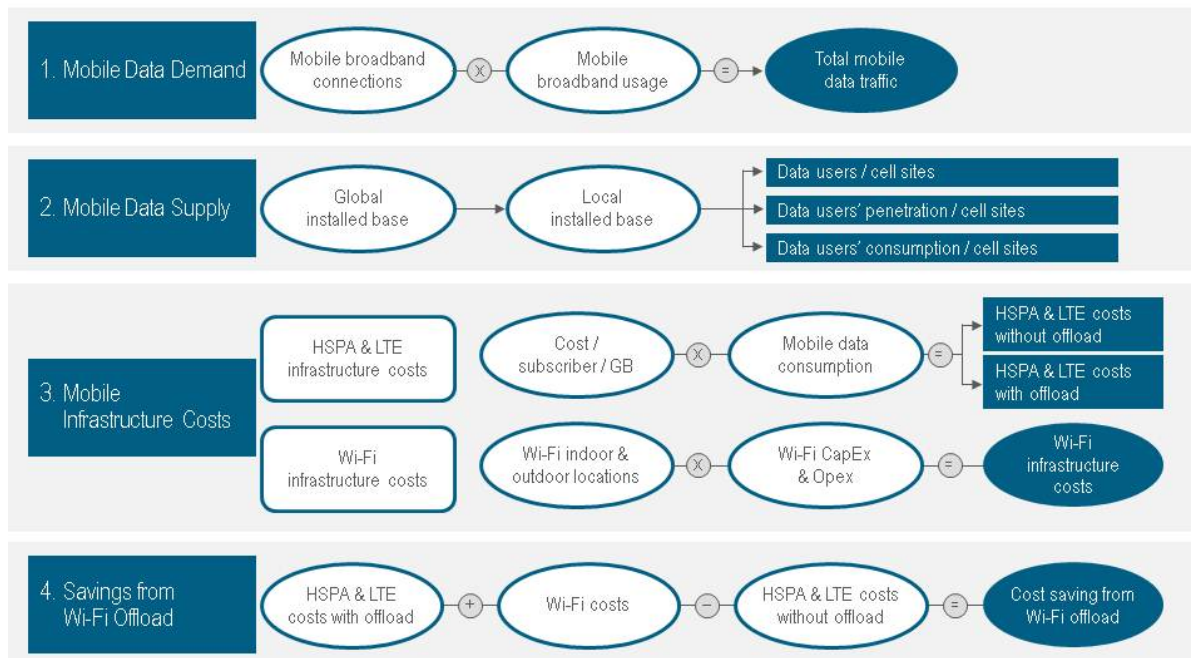 1. Mobile Data Demand
Mobile broadband
connections
X
Mobile
broadband usage
=
Total mobile
data traffic
2. Mobile Data Supply
Global
installed base
Local
installed base
Data users / cell sites
Data users' penetration / cell sites
Data users' consumption / cell sites
3. Mobile
Infrastructure Costs
HSPA & LTE
infrastructure costs
Cost /
subscriber / GB
X
Mobile data
consumption
=
HSPA & LTE costs
without offload
HSPA & LTE costs
with offload
Wi-Fi
infrastructure costs
Wi-Fi indoor &
outdoor locations
X
Wi-Fi CapEx
& Opex
=
Wi-Fi
infrastructure
costs
4. Savings from
Wi-Fi Offload
HSPA & LTE
costs with offload
+
Wi-Fi costs
–
HSPA & LTE costs
without offload
=
Cost saving from
Wi-Fi offload